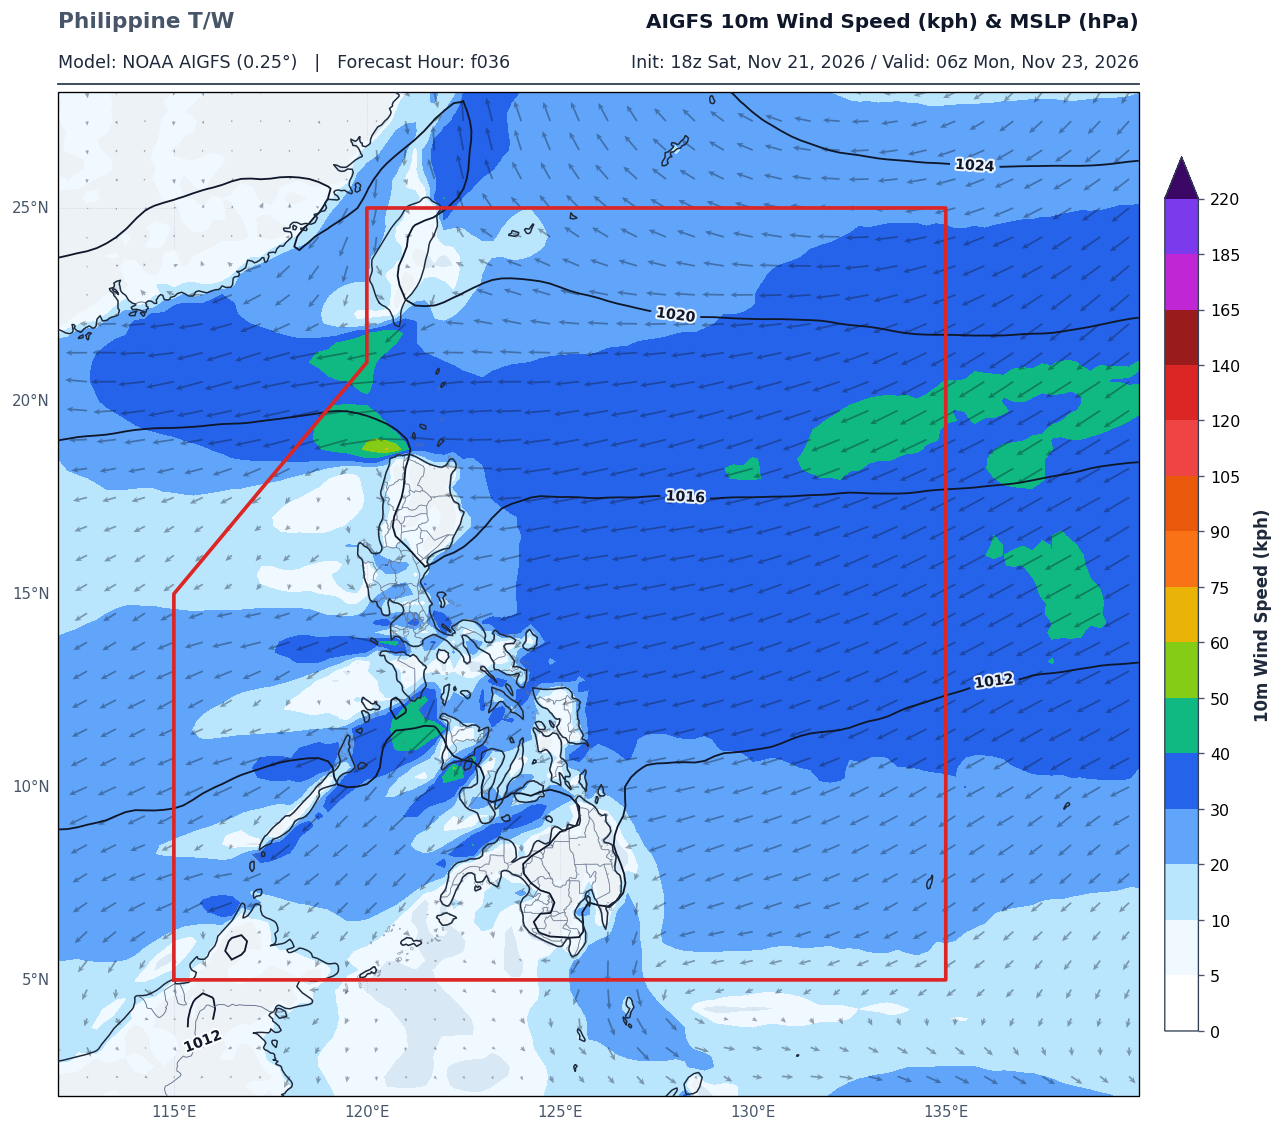 Philippine T/W
AIGFS 10m Wind Speed (kph) & MSLP (hPa)
Model: NOAA AIGFS (0.25°)   |   Forecast Hour: f036
Init: 18z Sat, Nov 21, 2026 / Valid: 06z Mon, Nov 23, 2026
25°N
20°N
15°N
10°N
5°N
115°E
120°E
125°E
130°E
135°E
1024
1020
1016
1012
1012
220
185
165
140
120
105
90
75
60
50
40
30
20
10
5
0
10m Wind Speed (kph)